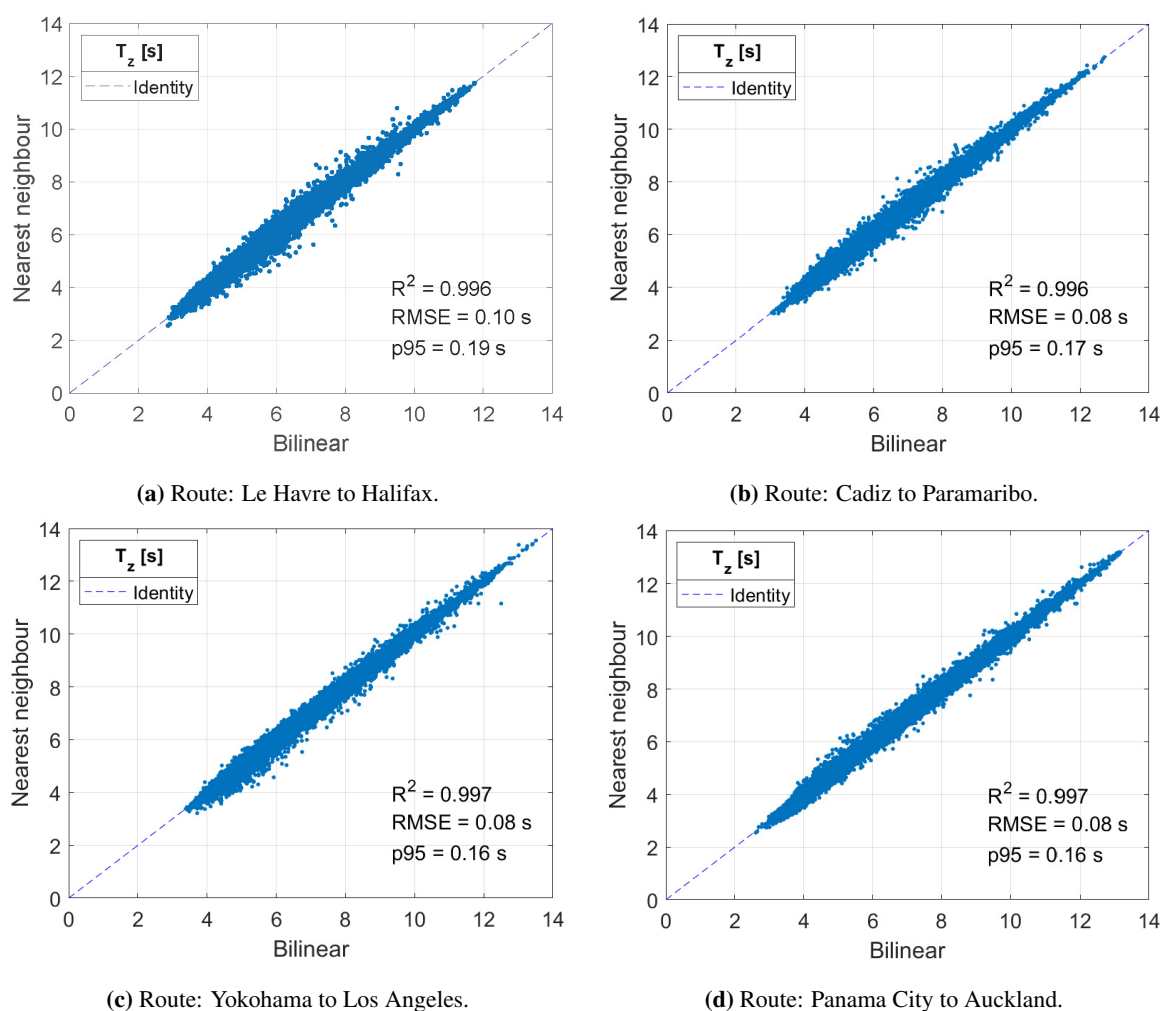 14
12
10
8
6
4
2
0
Nearest neighbour
T_z [s]
Identity
R^2 = 0.996
RMSE = 0.10 s
p95 = 0.19 s
0 2 4 6 8 10 12 14
Bilinear
(a) Route: Le Havre to Halifax.
14
12
10
8
6
4
2
0
Nearest neighbour
T_z [s]
Identity
R^2 = 0.996
RMSE = 0.08 s
p95 = 0.17 s
0 2 4 6 8 10 12 14
Bilinear
(b) Route: Cadiz to Paramaribo.
14
12
10
8
6
4
2
0
Nearest neighbour
T_z [s]
Identity
R^2 = 0.997
RMSE = 0.08 s
p95 = 0.16 s
0 2 4 6 8 10 12 14
Bilinear
(c) Route: Yokohama to Los Angeles.
14
12
10
8
6
4
2
0
Nearest neighbour
T_z [s]
Identity
R^2 = 0.997
RMSE = 0.08 s
p95 = 0.16 s
0 2 4 6 8 10 12 14
Bilinear
(d) Route: Panama City to Auckland.